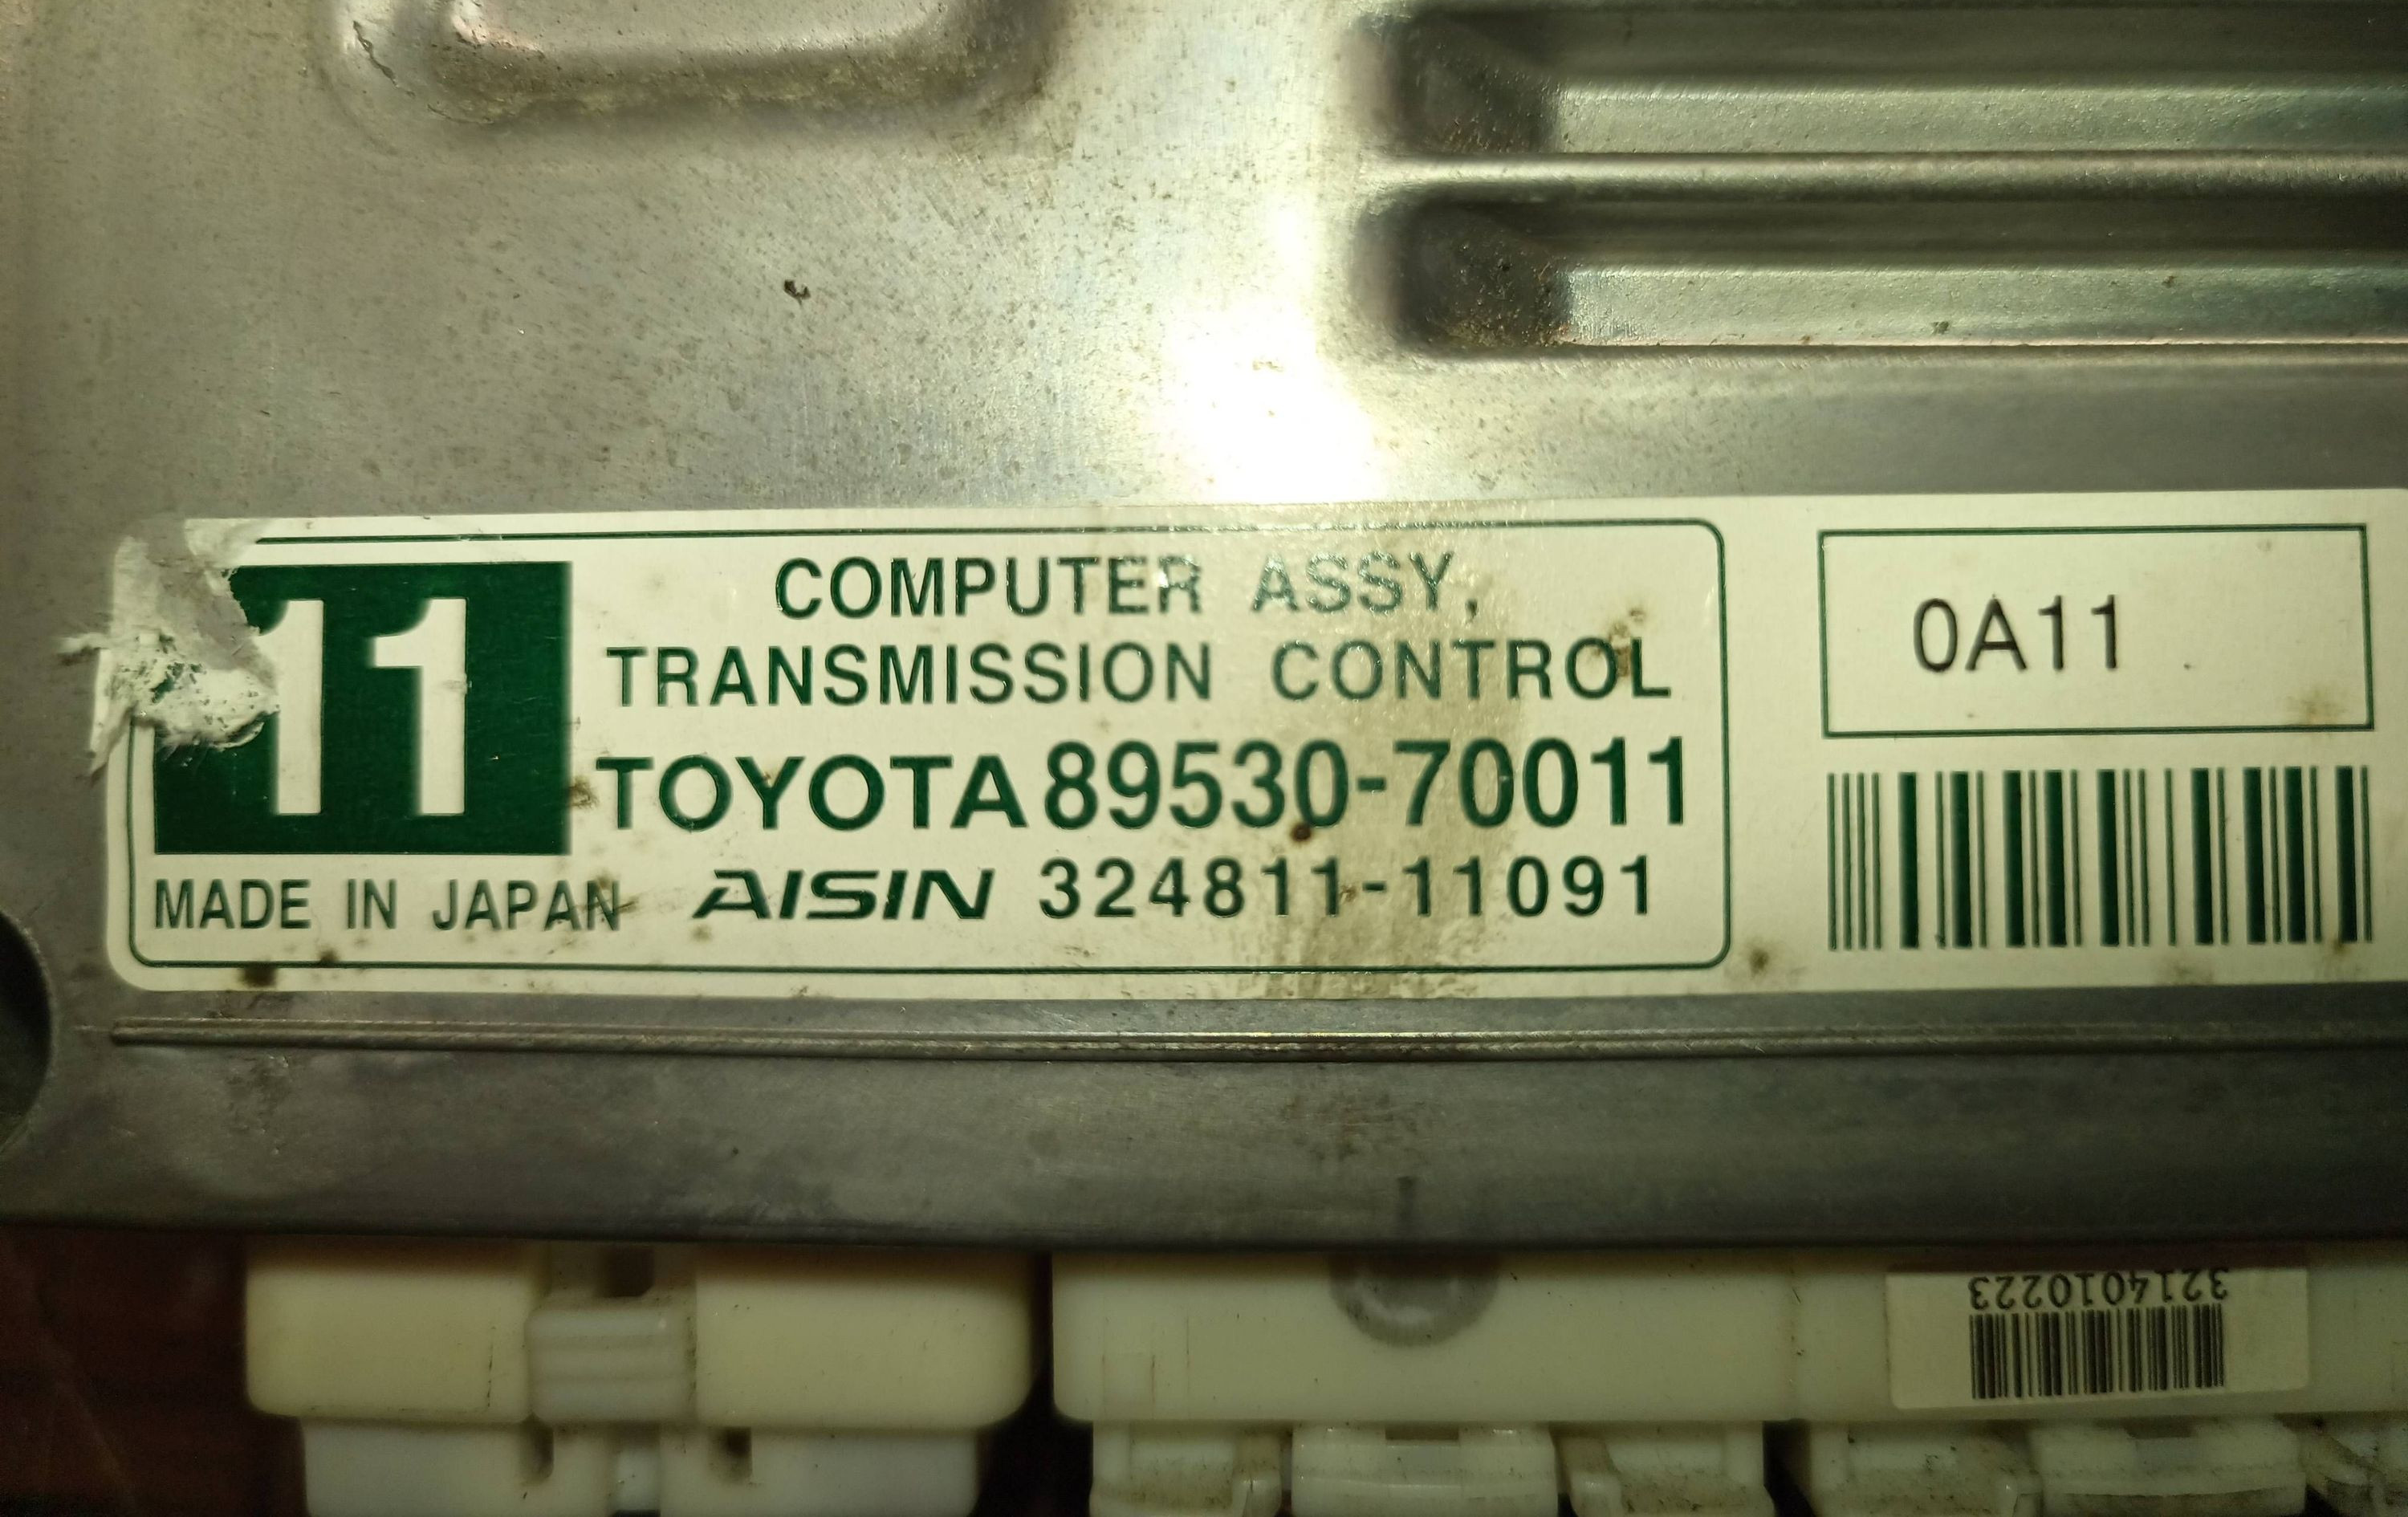 11
COMPUTER ASSY,
TRANSMISSION CONTROL
TOYOTA 89530-70011
MADE IN JAPAN AISIN 324811-11091
0A11
3214010223